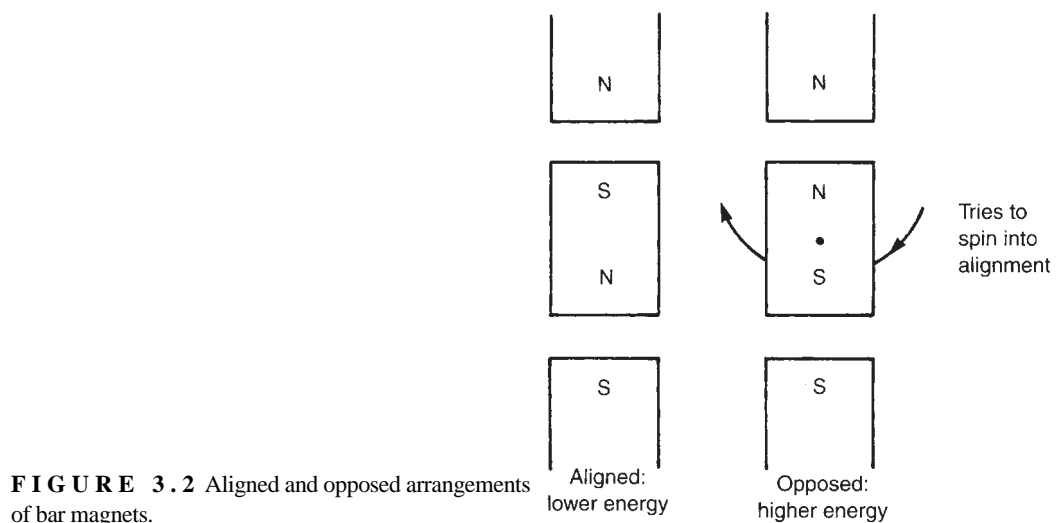 N
S
N
S
Aligned:
lower energy
N
N
S
S
Opposed:
higher energy
Tries to
spin into
alignment
FIGURE 3.2 Aligned and opposed arrangements
of bar magnets.